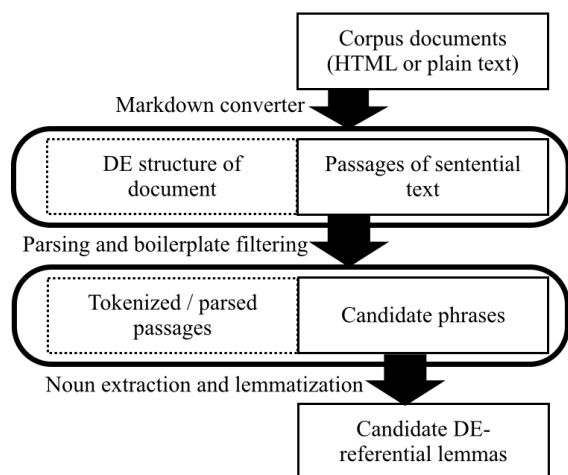 Corpus documents
(HTML or plain text)
Markdown converter
DE structure of
document
Passages of sentential
text
Parsing and boilerplate filtering
Tokenized / parsed
passages
Candidate phrases
Noun extraction and lemmatization
Candidate DE-
referential lemmas